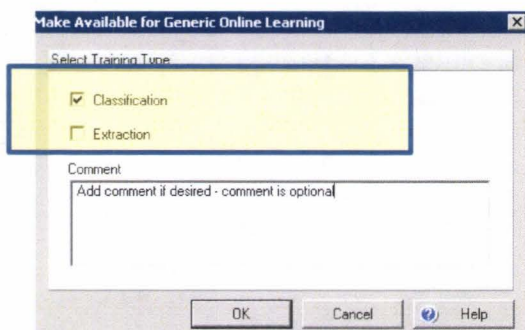 Make Available for Generic Online Learning
Select Training Type
Classification
Extraction
Comment
Add comment if desired - comment is optional
OK
Cancel
Help